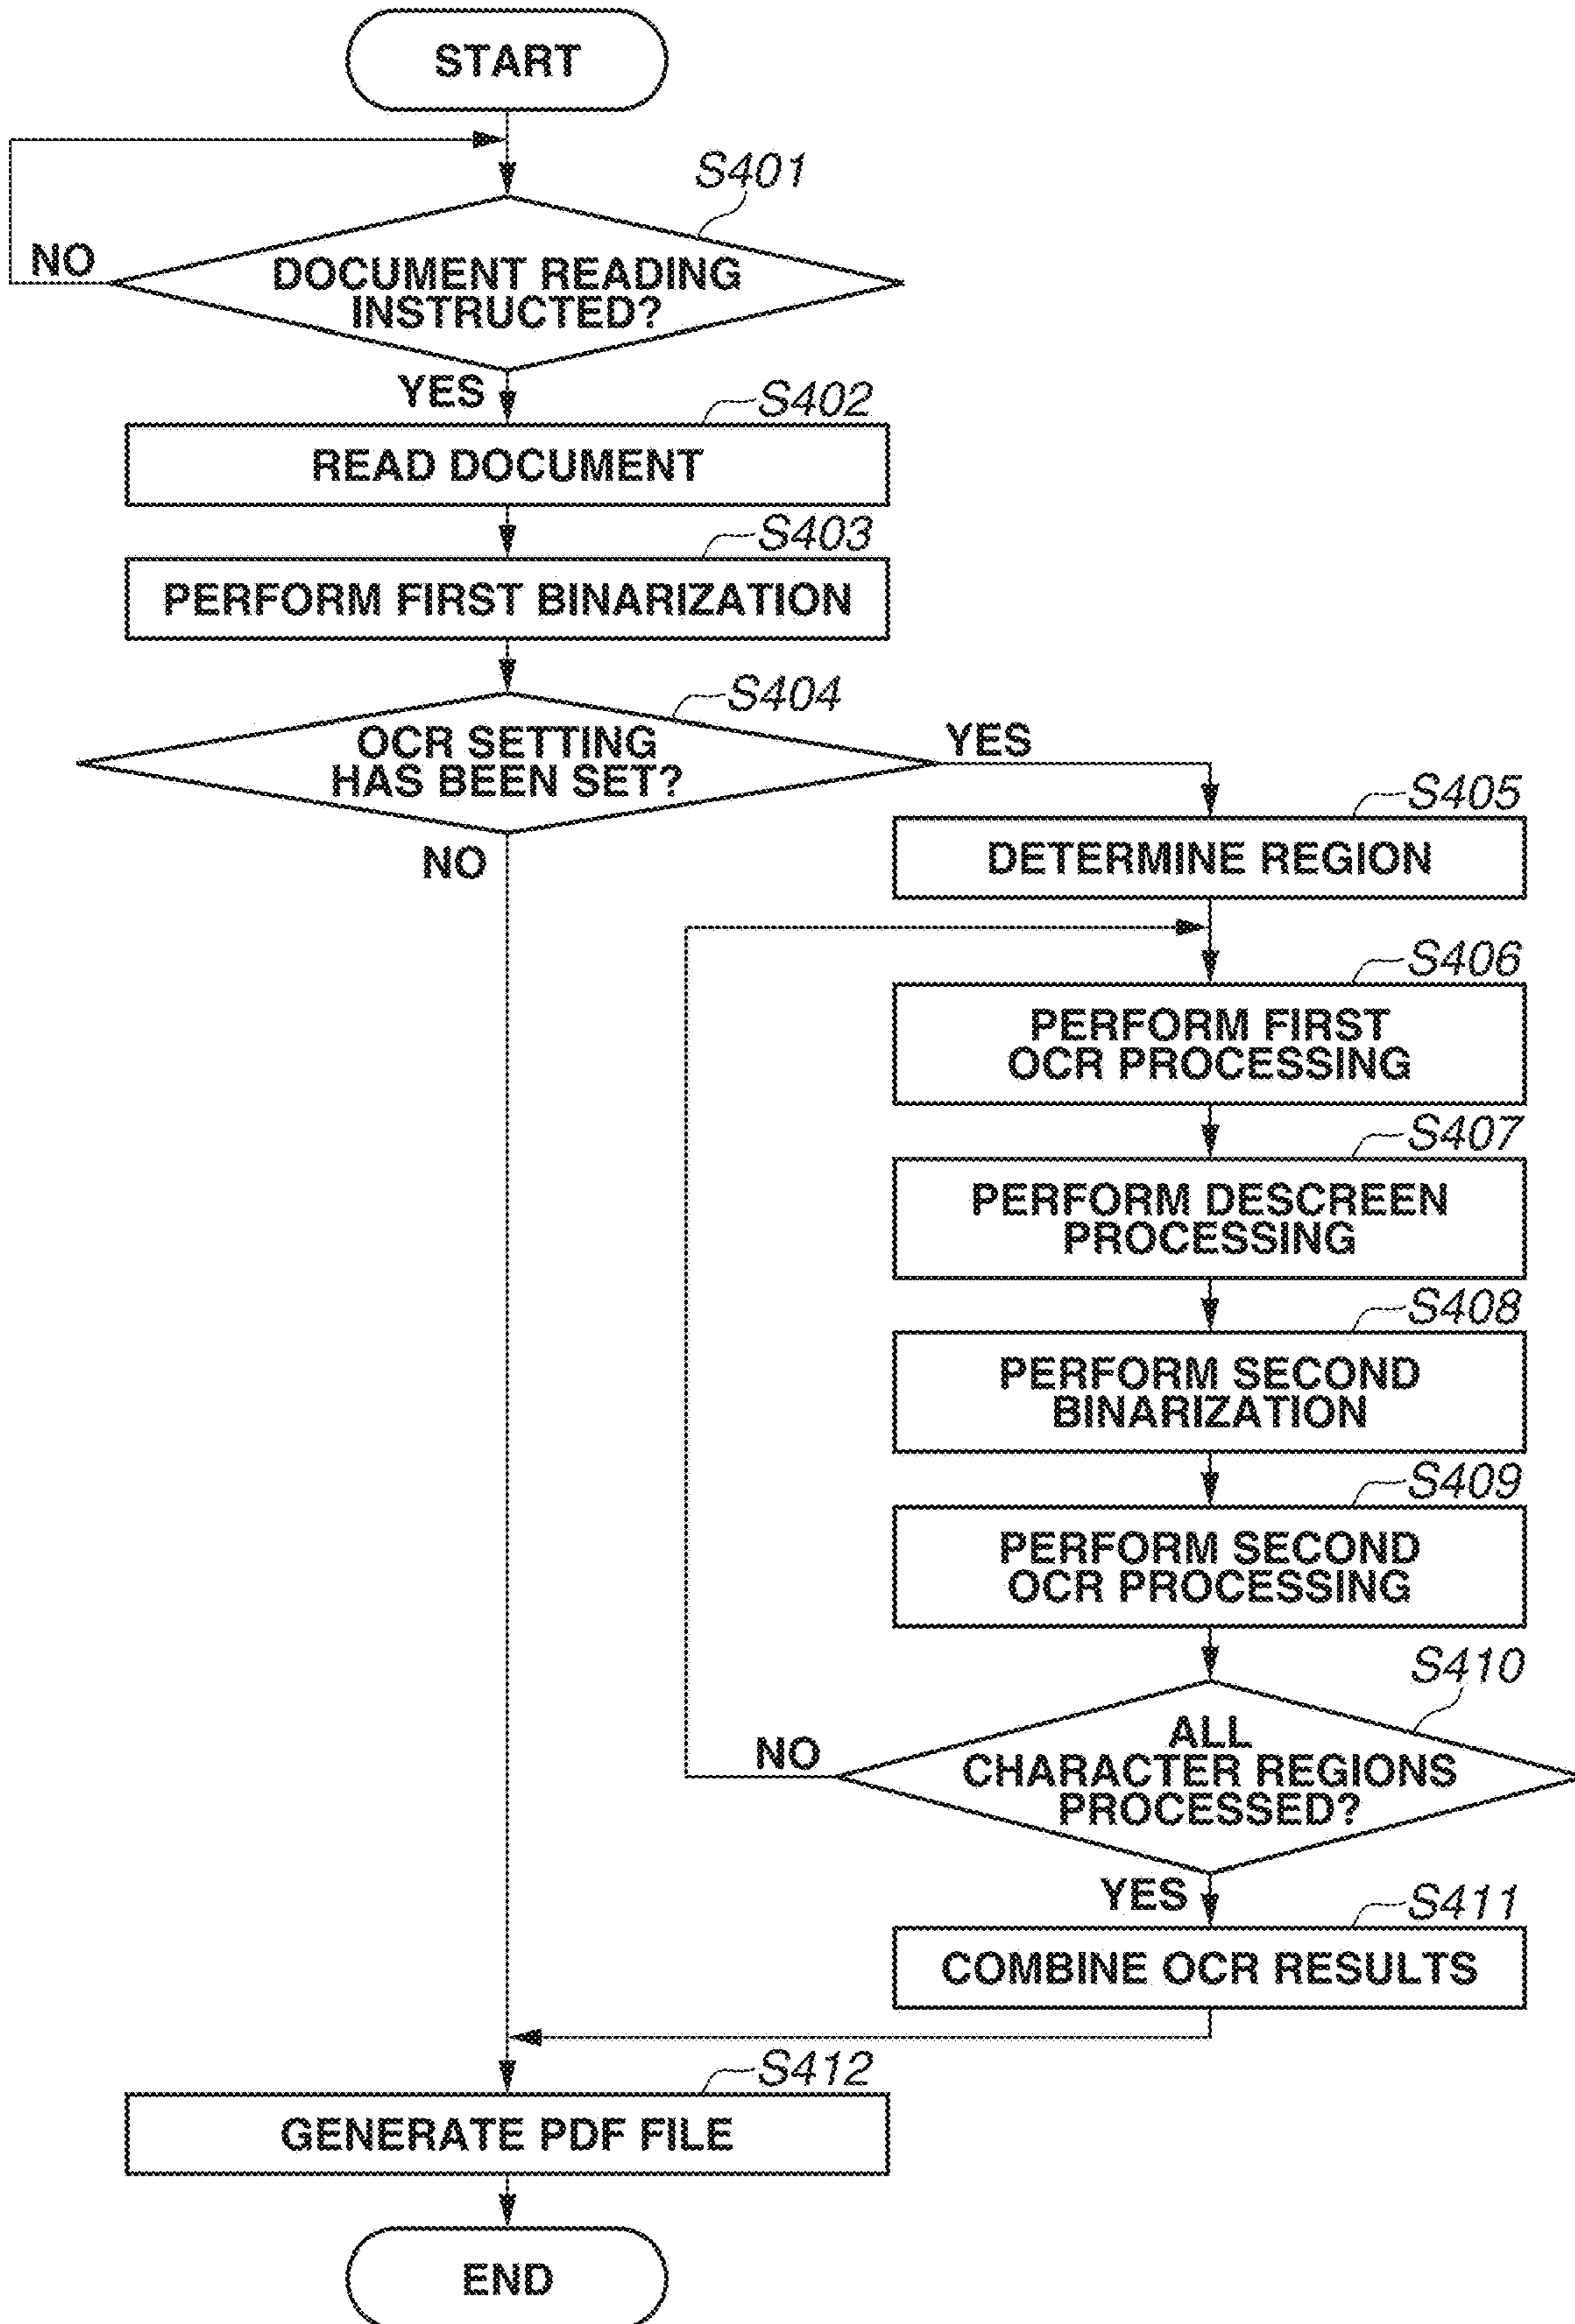 START
S401
NO
DOCUMENT READING
INSTRUCTED?
YES
S402
READ DOCUMENT
S403
PERFORM FIRST BINARIZATION
S404
OCR SETTING
HAS BEEN SET?
YES
NO
S405
DETERMINE REGION
S406
PERFORM FIRST
OCR PROCESSING
S407
PERFORM DESCREEN
PROCESSING
S408
PERFORM SECOND
BINARIZATION
S409
PERFORM SECOND
OCR PROCESSING
S410
NO
ALL
CHARACTER REGIONS
PROCESSED?
YES
S411
COMBINE OCR RESULTS
S412
GENERATE PDF FILE
END